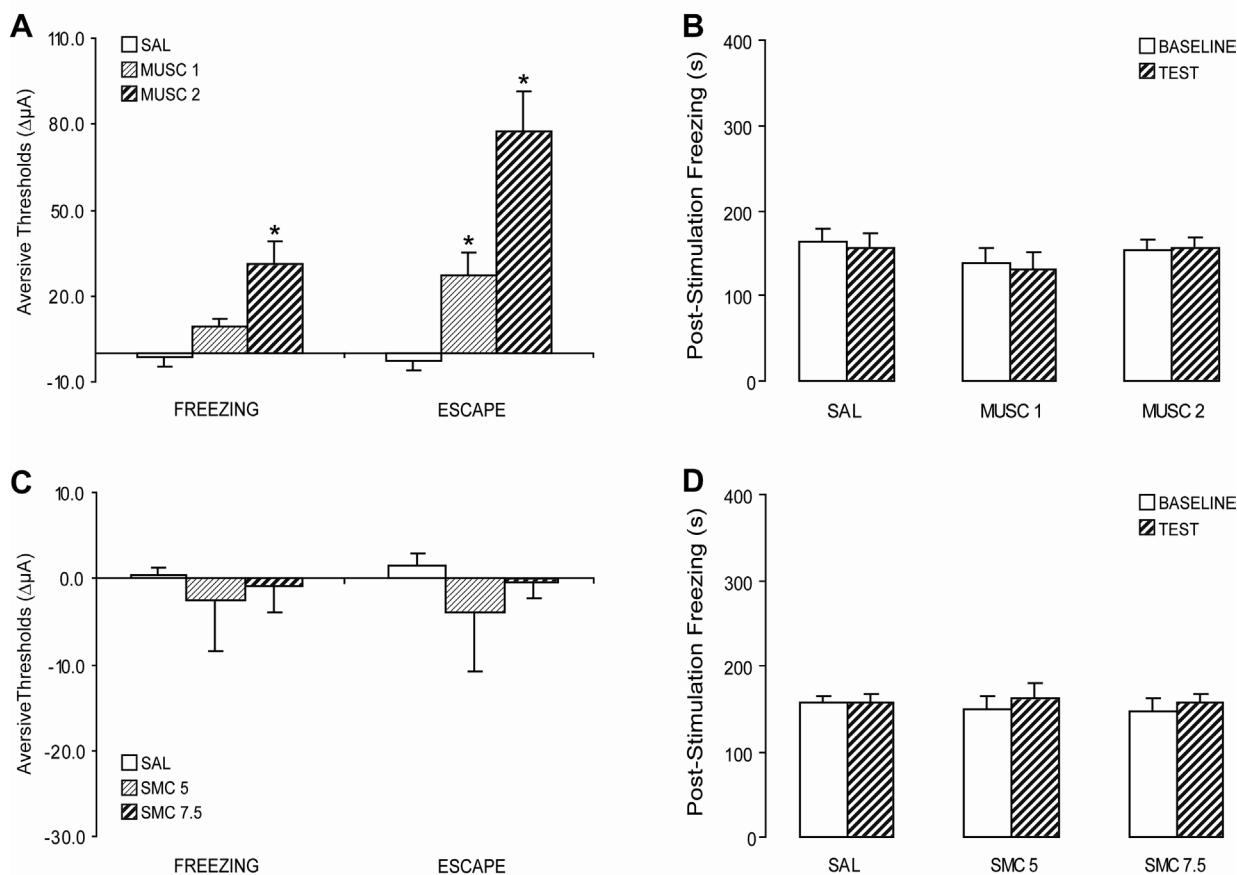 A
Aversive Thresholds (ΔµA)
110.0
80.0
50.0
20.0
-10.0
SAL
MUSC 1
MUSC 2
*
*
*
FREEZING
ESCAPE
B
Post-Stimulation Freezing (s)
400
300
200
100
0
BASELINE
TEST
SAL
MUSC 1
MUSC 2
C
AversiveThresholds (ΔµA)
10.0
0.0
-10.0
-20.0
-30.0
SAL
SMC 5
SMC 7.5
FREEZING
ESCAPE
D
Post-Stimulation Freezing (s)
400
300
200
100
0
BASELINE
TEST
SAL
SMC 5
SMC 7.5